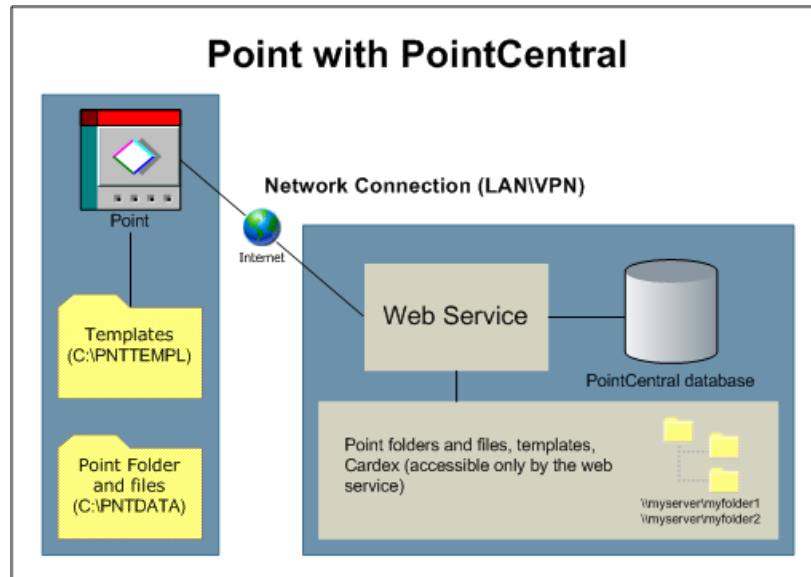 Point with PointCentral
Point
Templates
(C:\PNTTEMPL)
Point Folder
and files
(C:\PNTDATA)
Network Connection (LAN\VPN)
Internet
Web Service
PointCentral database
Point folders and files, templates,
Cardex (accessible only by the web
service)
\\myserver\myfolder1
\\myserver\myfolder2